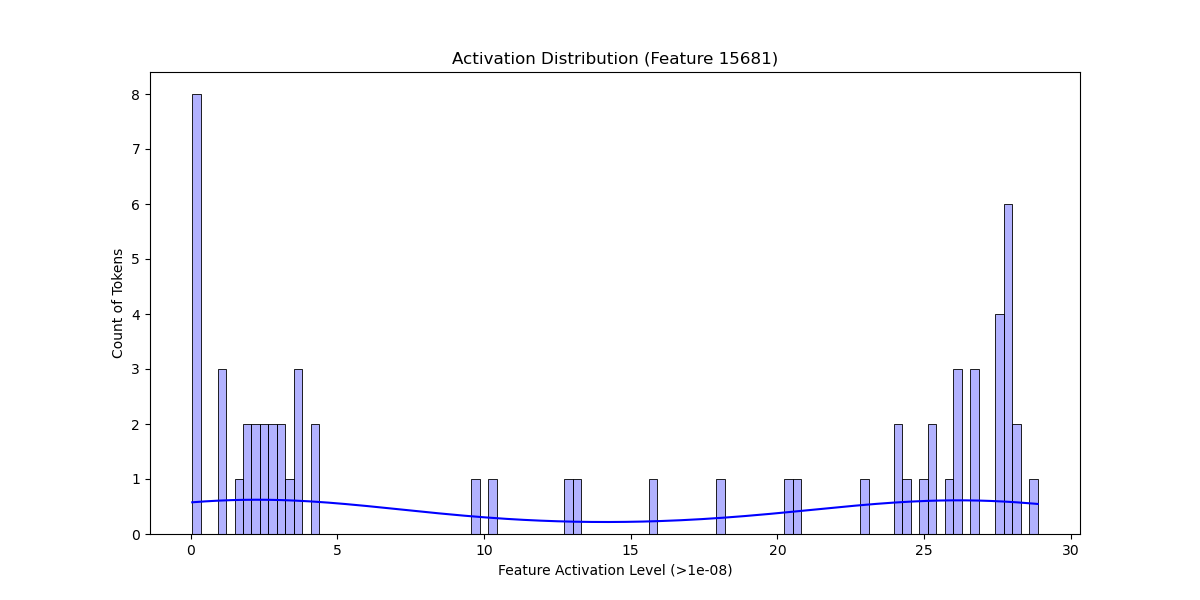 Activation Distribution (Feature 15681)
Count of Tokens
8
7
6
5
4
3
2
1
0
0 5 10 15 20 25 30
Feature Activation Level (>1e-08)